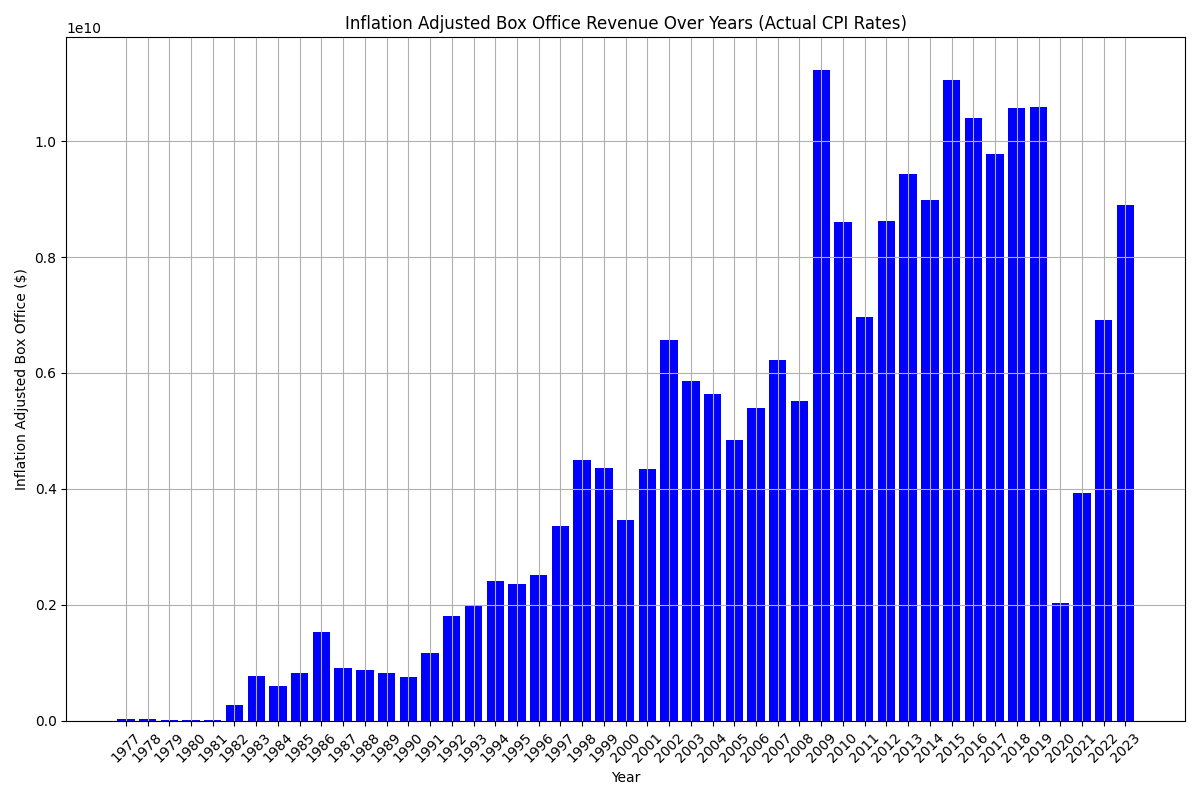 Inflation Adjusted Box Office Revenue Over Years (Actual CPI Rates)
1e10
1.0
0.8
0.6
0.4
0.2
0.0
Inflation Adjusted Box Office ($)
1977 1978 1979 1980 1981 1982 1983 1984 1985 1986 1987 1988 1989 1990 1991 1992 1993 1994 1995 1996 1997 1998 1999 2000 2001 2002 2003 2004 2005 2006 2007 2008 2009 2010 2011 2012 2013 2014 2015 2016 2017 2018 2019 2020 2021 2022 2023
Year